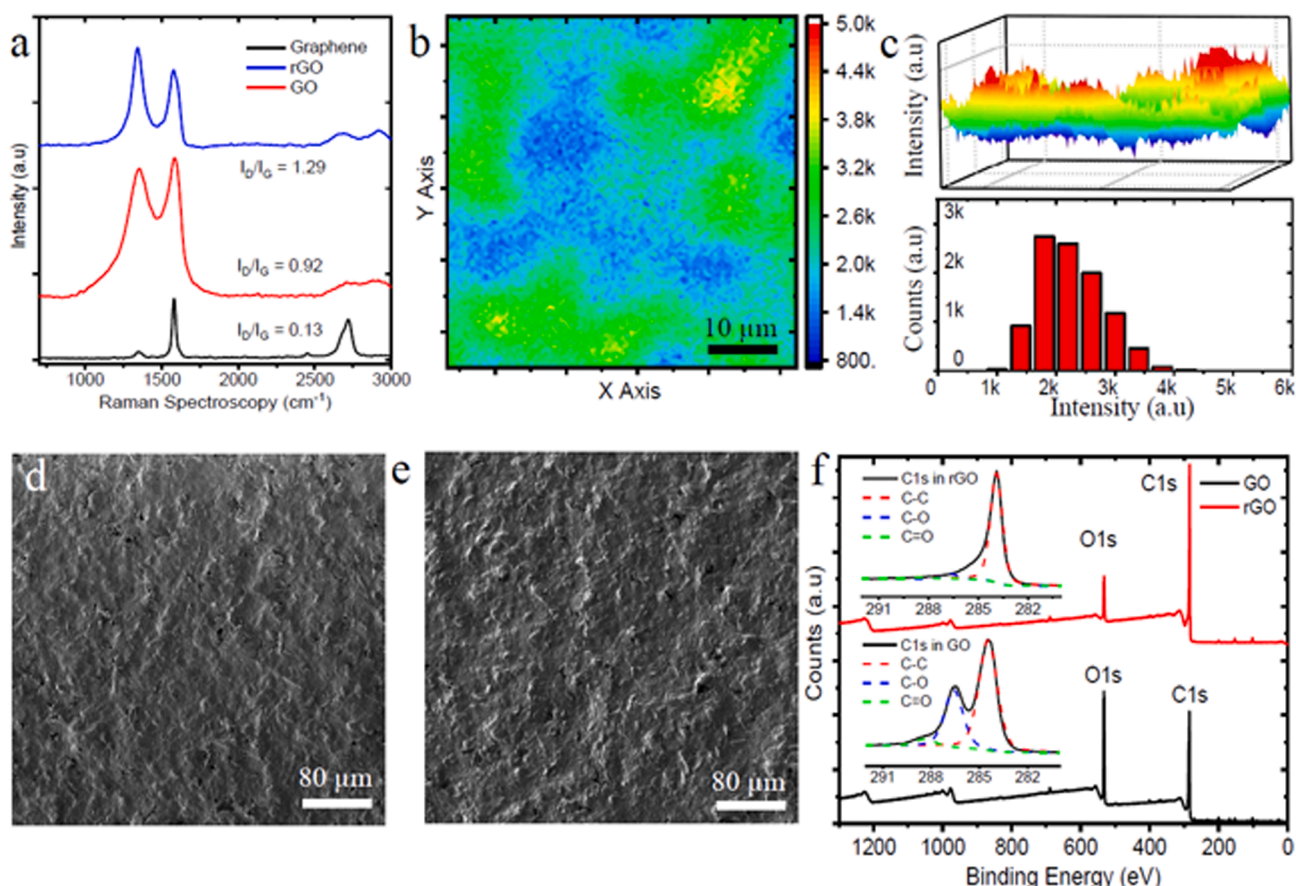 a
Graphene
rGO
GO
I_D/I_G = 1.29
I_D/I_G = 0.92
I_D/I_G = 0.13
Intensity (a.u)
1000 1500 2000 2500 3000
Raman Spectroscopy (cm⁻¹)
b
Y Axis
X Axis
10 µm
5.0k
4.4k
3.8k
3.2k
2.6k
2.0k
1.4k
800.
c
Intensity (a.u)
Counts (a.u)
3k
2k
1k
0
0 1k 2k 3k 4k 5k 6k
Intensity (a.u)
d
80 µm
e
80 µm
f
C1s in rGO
C-C
C-O
C=O
291 288 284 282
C1s
O1s
GO
rGO
C1s in GO
C-C
C-O
C=O
291 288 285 282
O1s
C1s
Counts (a.u)
1200 1000 800 600 400 200 0
Binding Energy (eV)